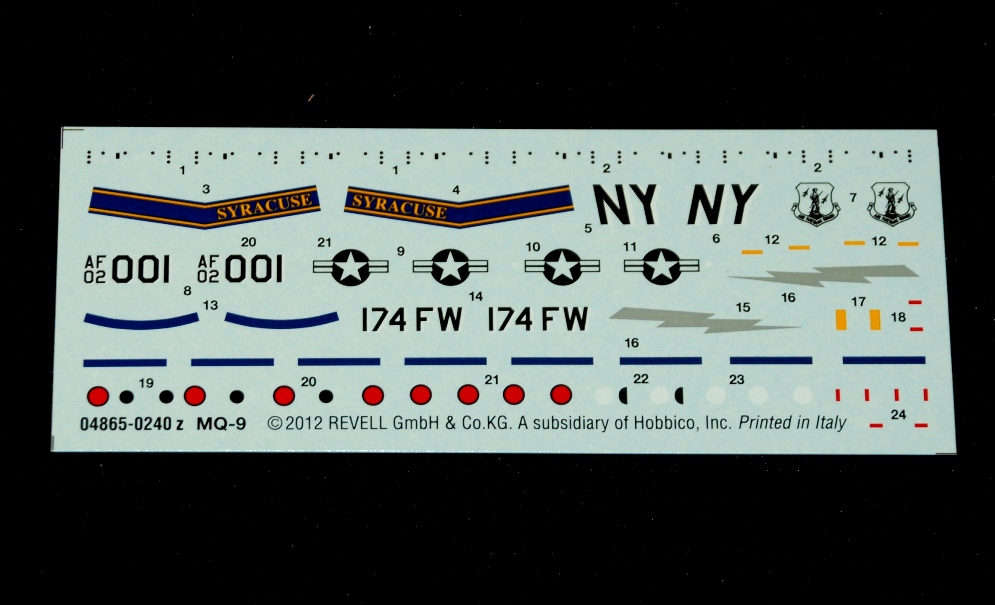 1 1 2 2
3 4 7
SYRACUSE SYRACUSE NY NY
5
20 21 9 10 11 6 12 12
AF 02 001 AF 02 001
8 13 14 15 16 17 18
174 FW 174 FW
16
19 20 21 22 23
24
04865-0240 z MQ-9 ©2012 REVELL GmbH & Co.KG. A subsidiary of Hobbico, Inc. Printed in Italy